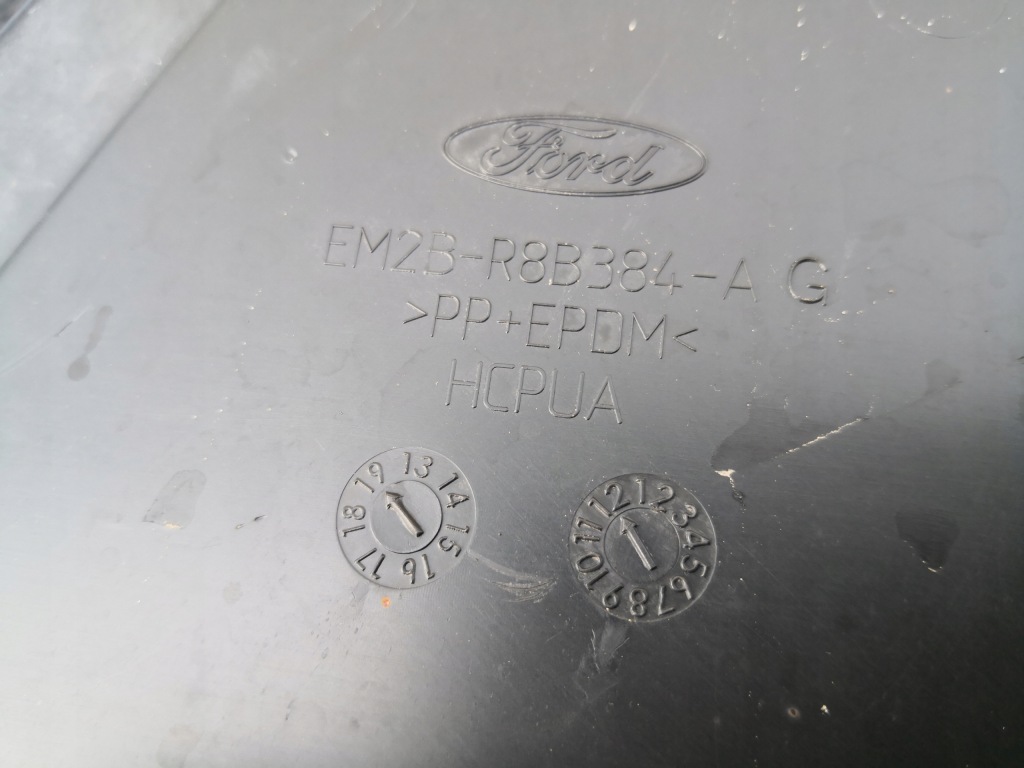 Ford
EM2B-R8B384-A G
>PP+EPDM<
HCPUA
13 14 15 16 17 18 19
12 1 2 3 4 5 6 7 8 9 10 11